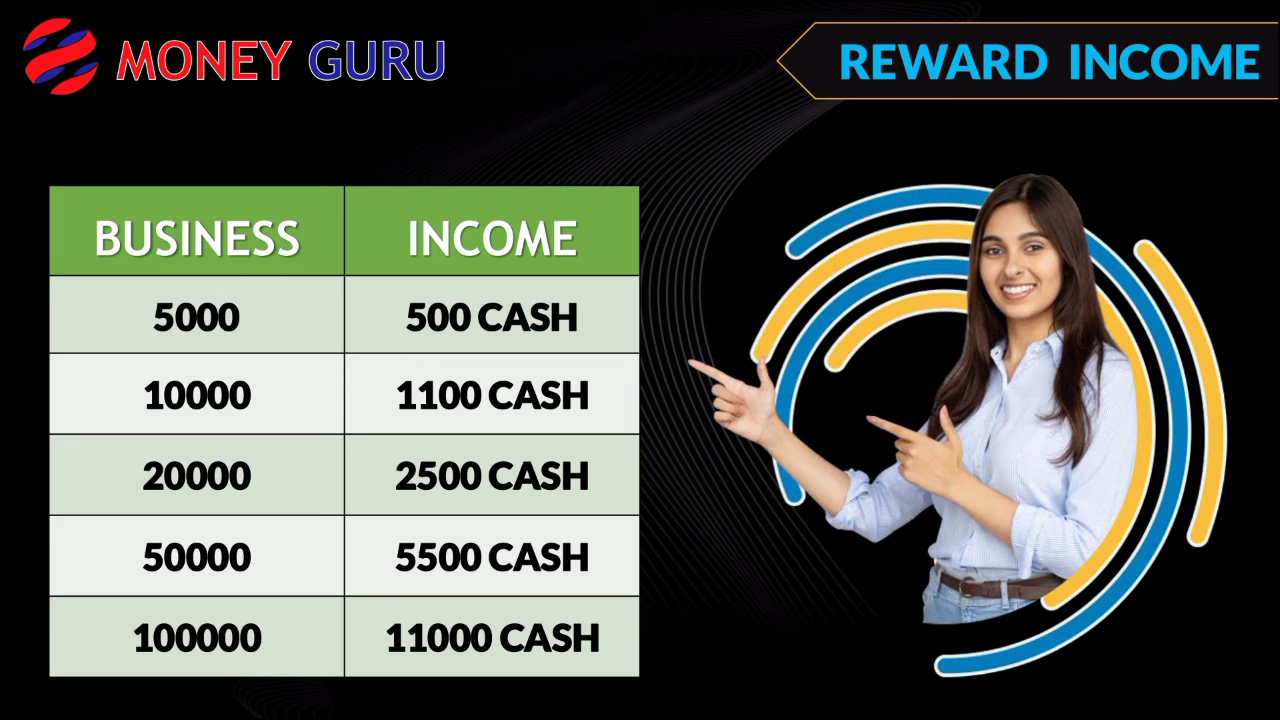 MONEY GURU
REWARD INCOME
BUSINESS INCOME
5000 500 CASH
10000 1100 CASH
20000 2500 CASH
50000 5500 CASH
100000 11000 CASH